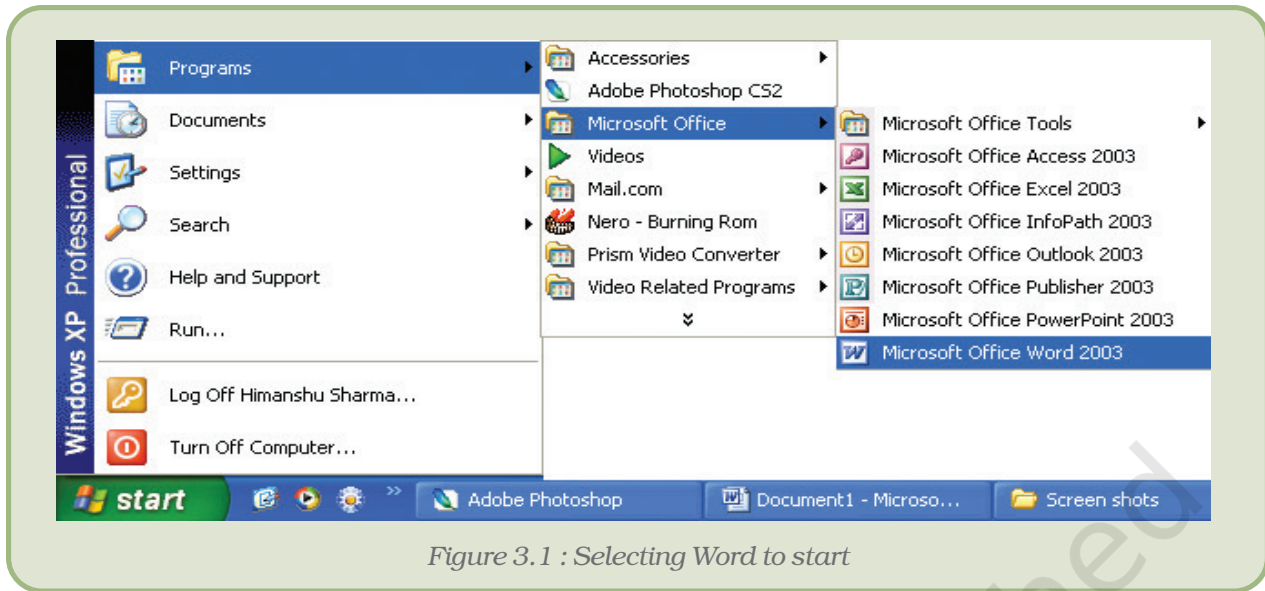 Windows XP Professional
Programs
Documents
Settings
Search
Help and Support
Run...
Log Off Himanshu Sharma...
Turn Off Computer...
Accessories
Adobe Photoshop CS2
Microsoft Office
Videos
Mail.com
Nero - Burning Rom
Prism Video Converter
Video Related Programs
Microsoft Office Tools
Microsoft Office Access 2003
Microsoft Office Excel 2003
Microsoft Office InfoPath 2003
Microsoft Office Outlook 2003
Microsoft Office Publisher 2003
Microsoft Office PowerPoint 2003
Microsoft Office Word 2003
start
Adobe Photoshop
Document1 - Microso...
Screen shots
Figure 3.1 : Selecting Word to start